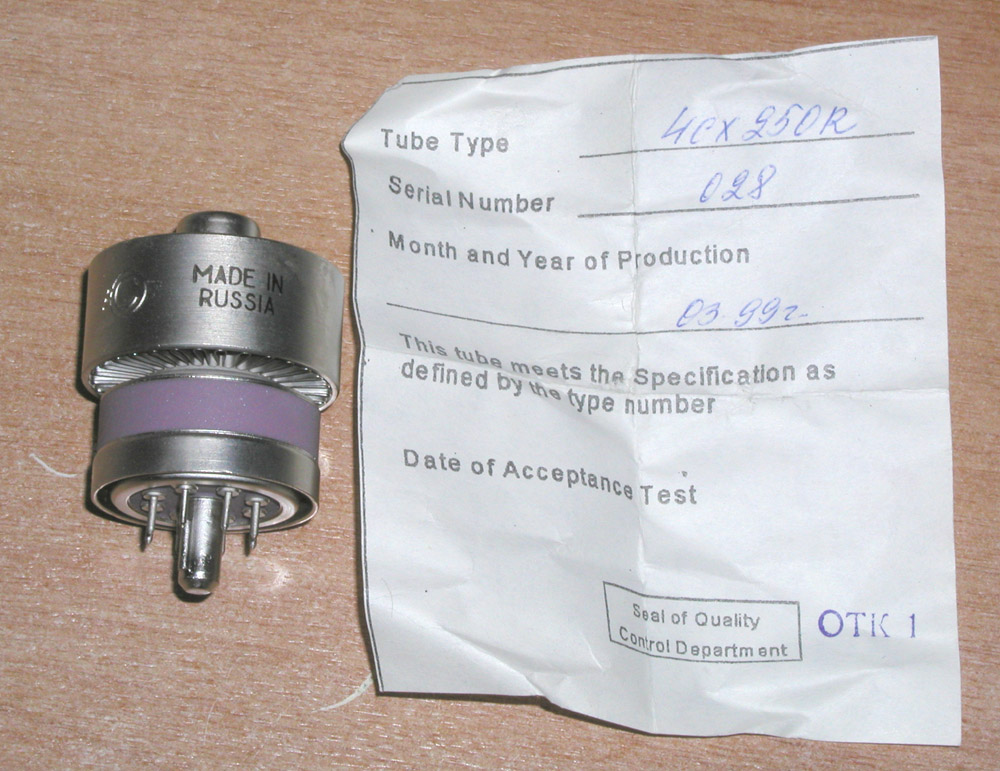 MADE IN
RUSSIA
Tube Type 4CX250R
Serial Number 028
Month and Year of Production
03.99г.
This tube meets the Specification as
defined by the type number
Date of Acceptance Test
Seal of Quality
Control Department
ОТК 1